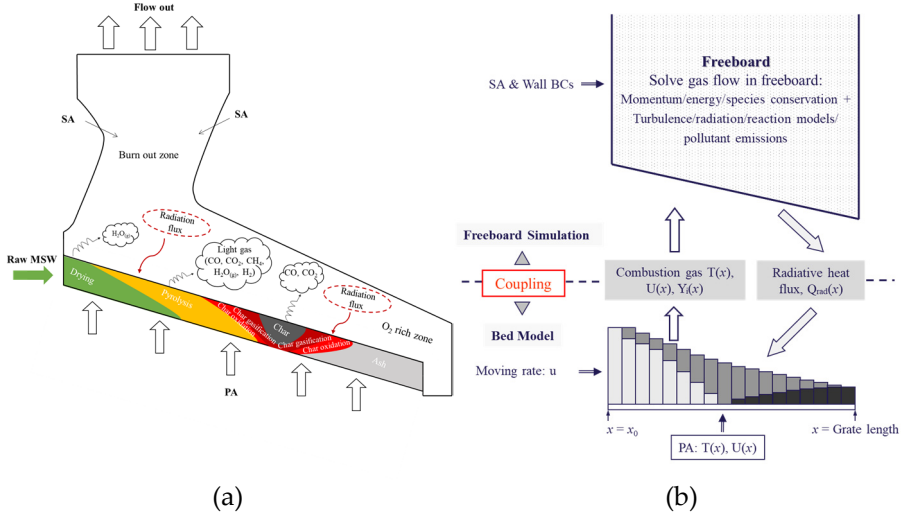 Flow out
SA
SA
Burn out zone
Radiation
flux
H₂O(g)
Light gas
(CO, CO₂, CH₄,
H₂O(g), H₂)
CO, CO₂
Radiation
flux
Raw MSW
Drying
Pyrolysis
Char gasification
Char oxidation
Char
Char gasification
Char oxidation
O₂ rich zone
Ash
PA
(a)
Freeboard
Solve gas flow in freeboard:
Momentum/energy/species conservation +
Turbulence/radiation/reaction models/
pollutant emissions
SA & Wall BCs
Freeboard Simulation
Coupling
Bed Model
Combustion gas T(x),
U(x), Yᵢ(x)
Radiative heat
flux, Qrad(x)
Moving rate: u
x = x₀
x = Grate length
PA: T(x), U(x)
(b)